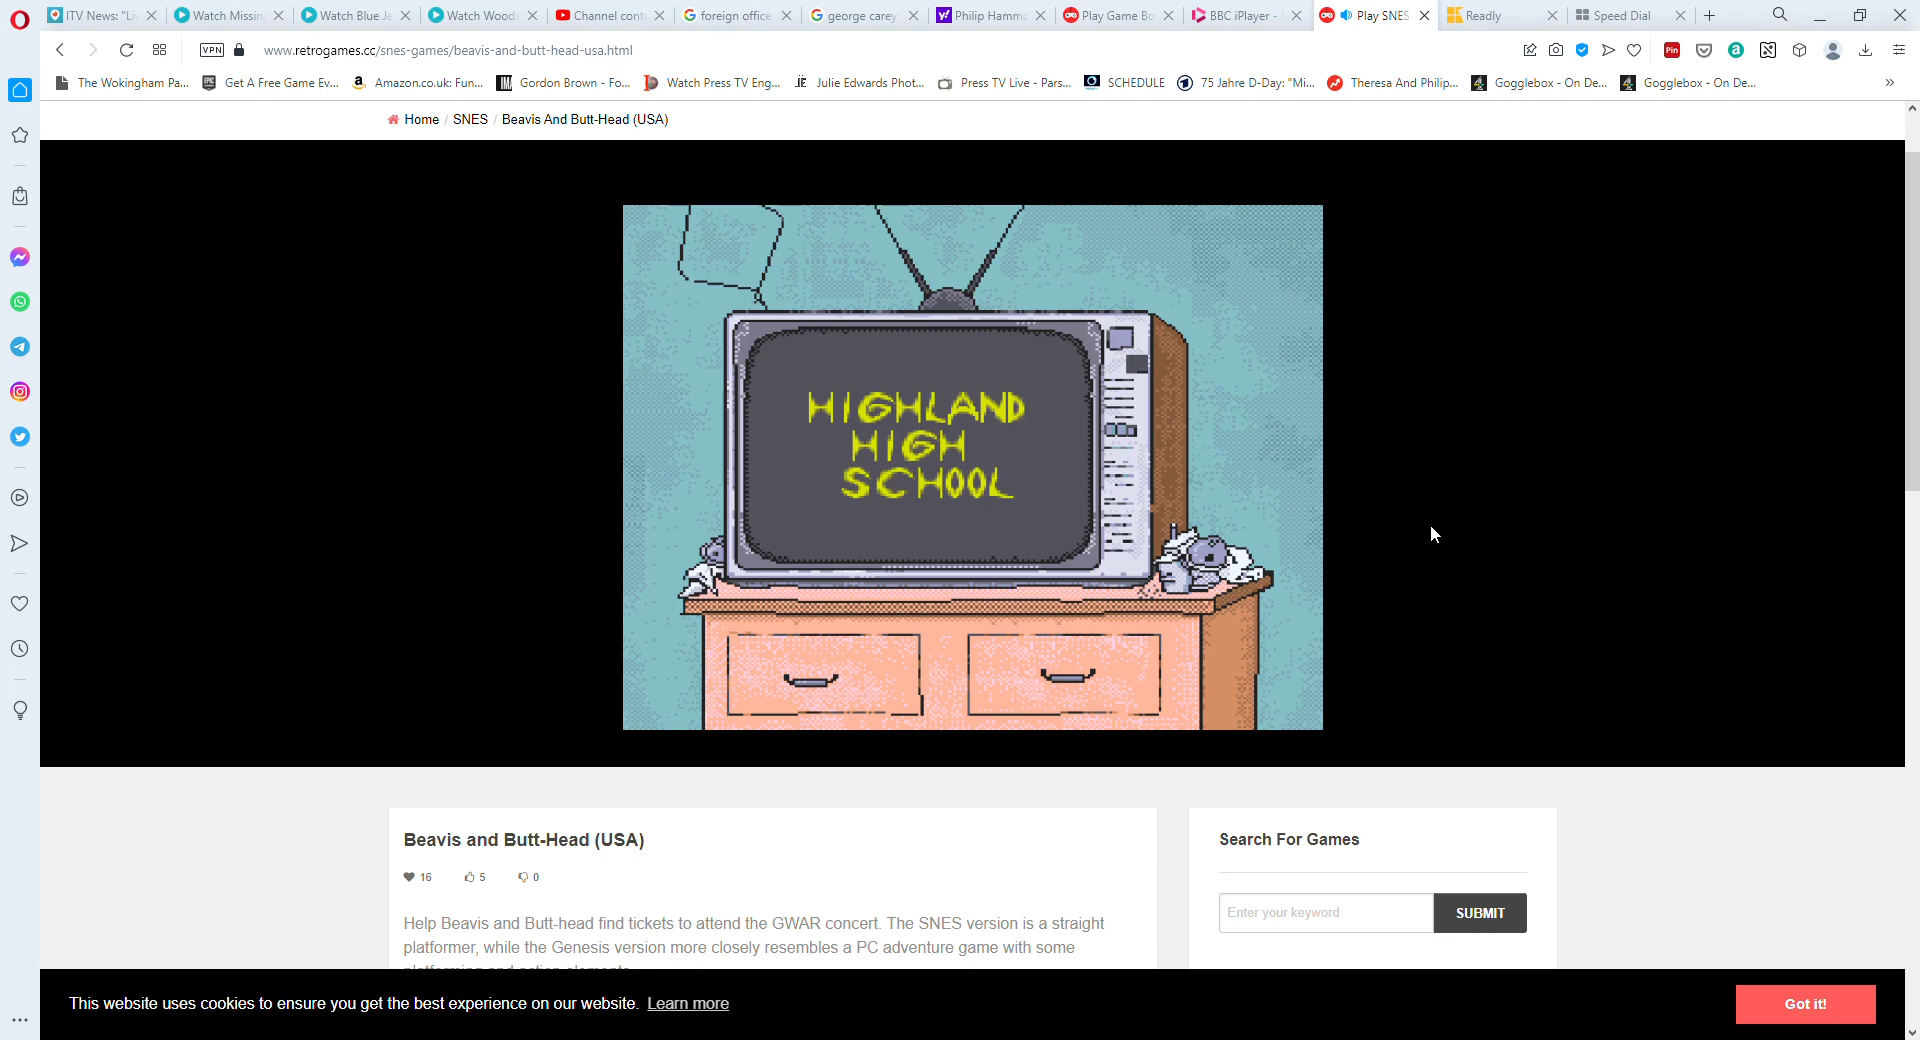 ITV News: "Li
Watch Missin
Watch Blue Je
Watch Woods
Channel cont
foreign office
george carey
Philip Hammo
Play Game Bo
BBC iPlayer -
Play SNES
Readly
Speed Dial
VPN
www.retrogames.cc/snes-games/beavis-and-butt-head-usa.html
Pin
The Wokingham Pa...
Get A Free Game Ev...
Amazon.co.uk: Fun...
Gordon Brown - Fo...
Watch Press TV Eng...
Julie Edwards Phot...
Press TV Live - Pars...
SCHEDULE
75 Jahre D-Day: "Mi...
Theresa And Philip...
Gogglebox - On De...
Gogglebox - On De...
Home / SNES / Beavis And Butt-Head (USA)
HIGHLAND
HIGH
SCHOOL
Beavis and Butt-Head (USA)
16 5 0
Help Beavis and Butt-head find tickets to attend the GWAR concert. The SNES version is a straight
platformer, while the Genesis version more closely resembles a PC adventure game with some
Search For Games
Enter your keyword
SUBMIT
This website uses cookies to ensure you get the best experience on our website. Learn more
Got it!